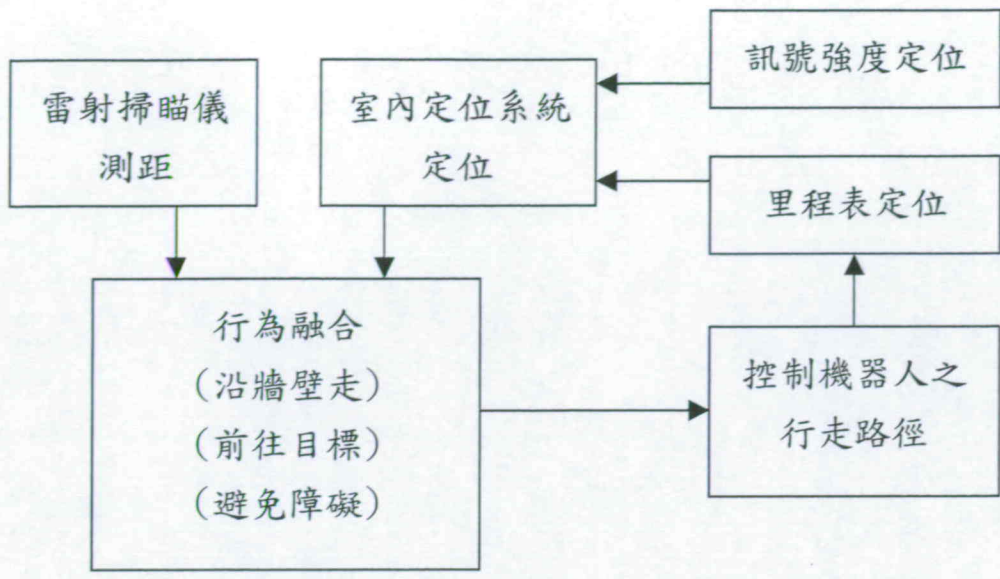 雷射掃瞄儀
測距
室內定位系統
定位
訊號強度定位
里程表定位
行為融合
(沿牆壁走)
(前往目標)
(避免障礙)
控制機器人之
行走路徑